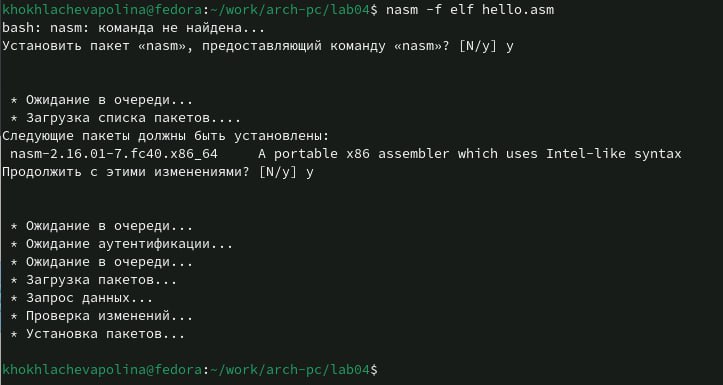 khokhlachevapolina@fedora:~/work/arch-pc/lab04$ nasm -f elf hello.asm
bash: nasm: команда не найдена...
Установить пакет «nasm», предоставляющий команду «nasm»? [N/y] y
* Ожидание в очереди...
* Загрузка списка пакетов....
Следующие пакеты должны быть установлены:
nasm-2.16.01-7.fc40.x86_64     A portable x86 assembler which uses Intel-like syntax
Продолжить с этими изменениями? [N/y] y
* Ожидание в очереди...
* Ожидание аутентификации...
* Ожидание в очереди...
* Загрузка пакетов...
* Запрос данных...
* Проверка изменений...
* Установка пакетов...
khokhlachevapolina@fedora:~/work/arch-pc/lab04$